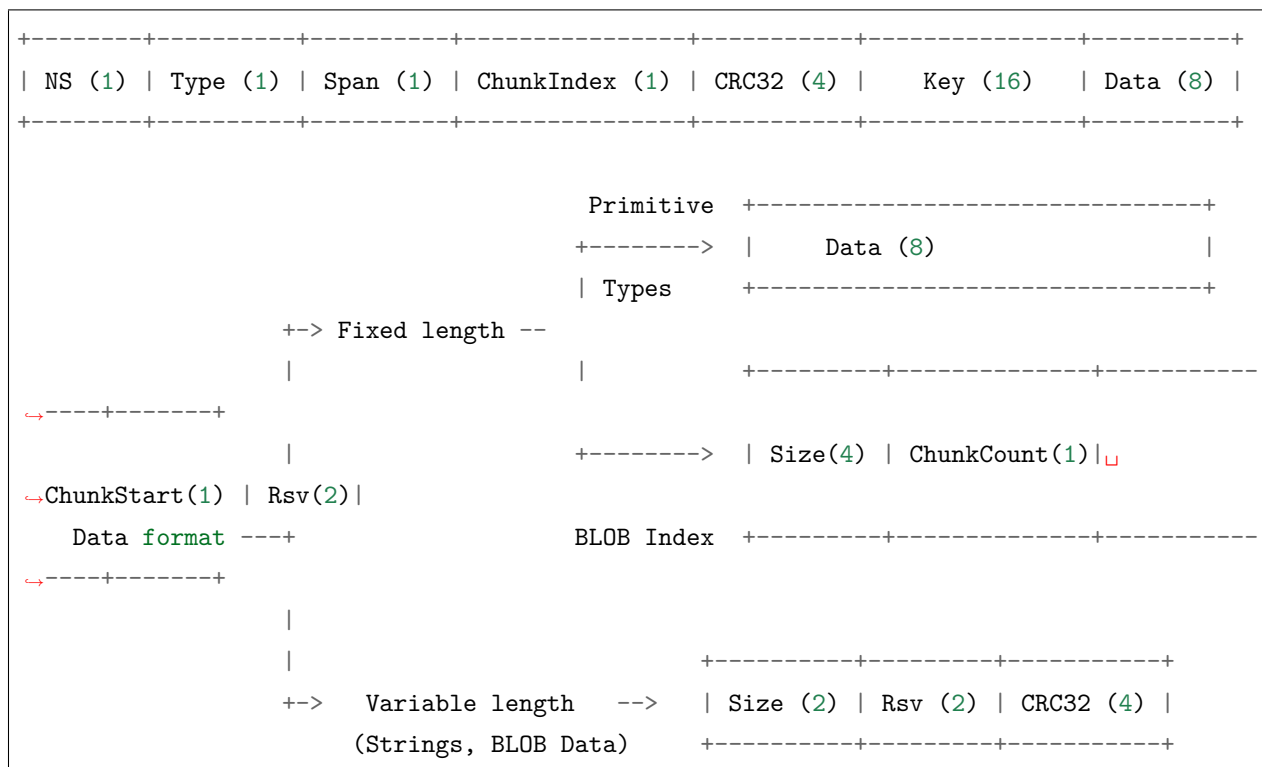 +--------+----------+----------+----------------+-----------+---------------+----------+
| NS (1) | Type (1) | Span (1) | ChunkIndex (1) | CRC32 (4) |    Key (16)   | Data (8) |
+--------+----------+----------+----------------+-----------+---------------+----------+
                                        Primitive  +--------------------------------+
                                       +-------->  |     Data (8)                   |
                                       | Types     +--------------------------------+
                   +-> Fixed length --
                   |                    |           +---------+--------------+-----------
↪----+-------+
                   |                    +-------->  | Size(4) | ChunkCount(1)|␣
↪ChunkStart(1) | Rsv(2)|
    Data format ---+                    BLOB Index  +---------+--------------+-----------
↪----+-------+
                   |
                   |                             +----------+---------+-----------+
                   +->   Variable length   -->   | Size (2) | Rsv (2) | CRC32 (4) |
                        (Strings, BLOB Data)     +----------+---------+-----------+